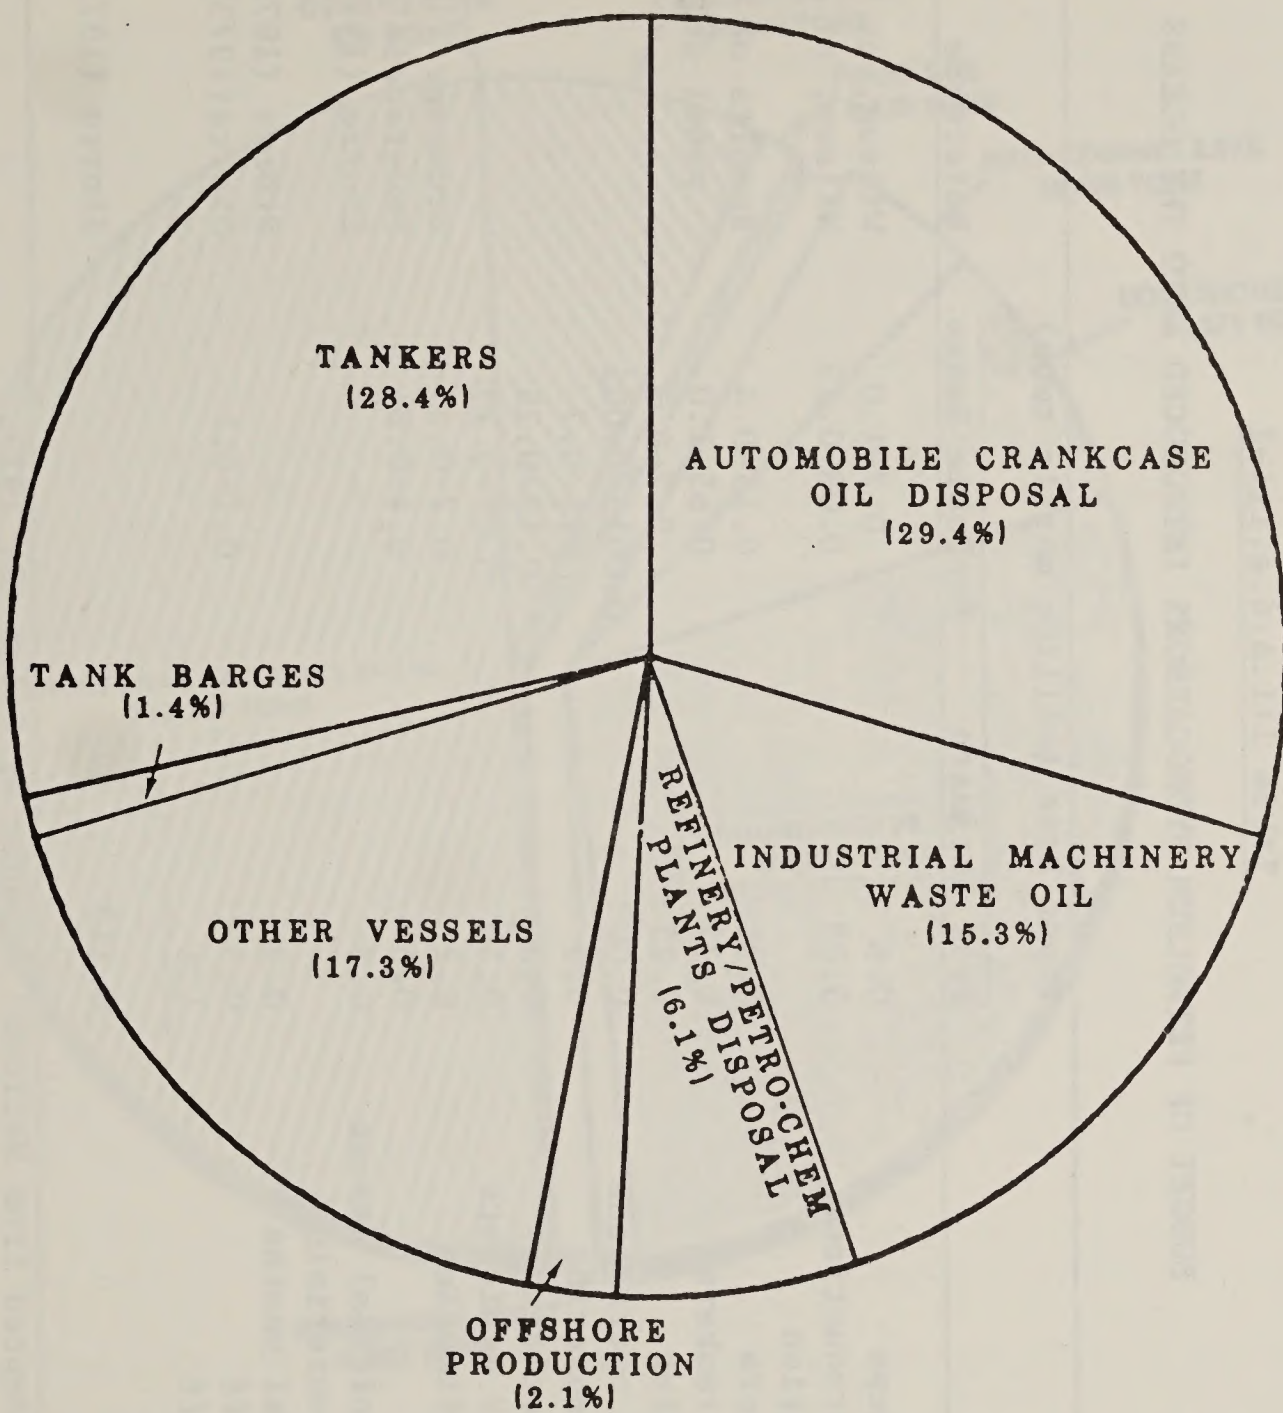 TANKERS
(28.4%)
AUTOMOBILE CRANKCASE
OIL DISPOSAL
(29.4%)
TANK BARGES
(1.4%)
INDUSTRIAL MACHINERY
WASTE OIL
(15.3%)
REFINERY/PETRO-CHEM
PLANTS DISPOSAL
(6.1%)
OTHER VESSELS
(17.3%)
OFFSHORE
PRODUCTION
(2.1%)